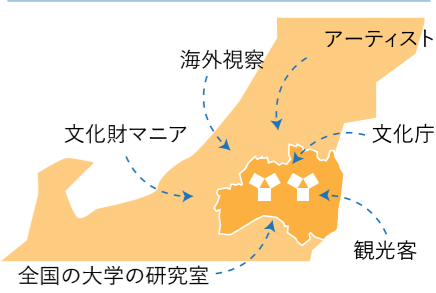 アーティスト
海外視察
文化財マニア
文化庁
観光客
全国の大学の研究室